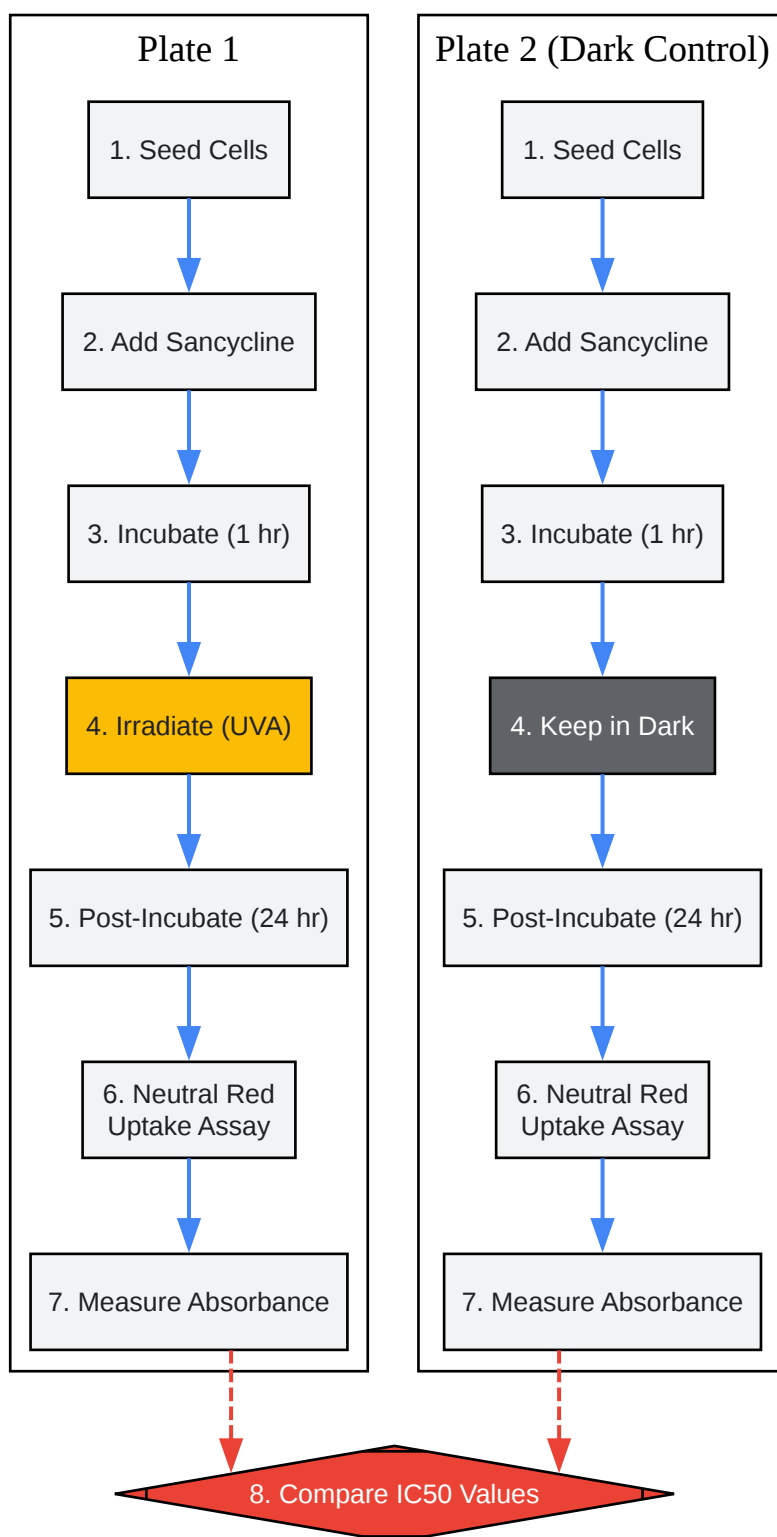 Plate 1
1. Seed Cells
2. Add Sancycline
3. Incubate (1 hr)
4. Irradiate (UVA)
5. Post-Incubate (24 hr)
6. Neutral Red
Uptake Assay
7. Measure Absorbance
Plate 2 (Dark Control)
1. Seed Cells
2. Add Sancycline
3. Incubate (1 hr)
4. Keep in Dark
5. Post-Incubate (24 hr)
6. Neutral Red
Uptake Assay
7. Measure Absorbance
8. Compare IC50 Values